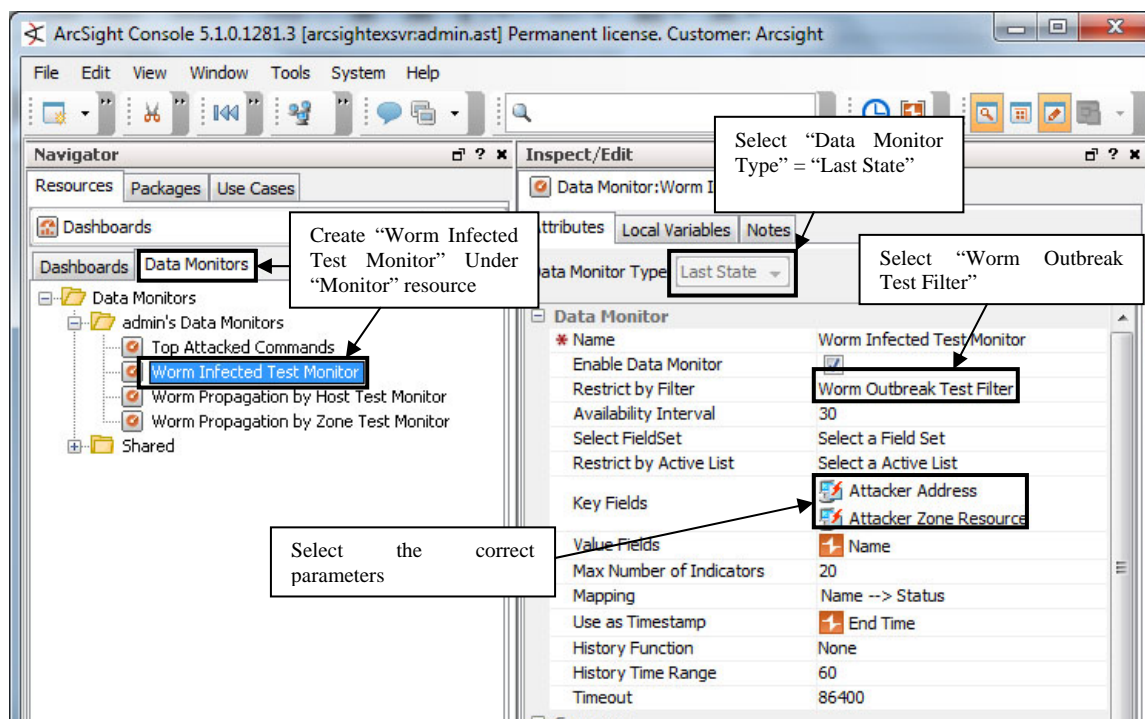 ArcSight Console 5.1.0.1281.3 [arcsightexsvr:admin.ast] Permanent license. Customer: Arcsight
File Edit View Window Tools System Help
Navigator
Inspect/Edit
Select “Data Monitor
Type” = “Last State”
Resources Packages Use Cases
Data Monitor:Worm I
Dashboards
Create “Worm Infected
Test Monitor” Under
“Monitor” resource
ttributes Local Variables Notes
Dashboards Data Monitors
ata Monitor Type Last State
Select “Worm Outbreak
Test Filter”
Data Monitors
admin's Data Monitors
Top Attacked Commands
Worm Infected Test Monitor
Worm Propagation by Host Test Monitor
Worm Propagation by Zone Test Monitor
Shared
Data Monitor
* Name Worm Infected Test Monitor
Enable Data Monitor
Restrict by Filter Worm Outbreak Test Filter
Availability Interval 30
Select FieldSet Select a Field Set
Restrict by Active List Select a Active List
Key Fields Attacker Address
Attacker Zone Resource
Select the correct
parameters
Value Fields Name
Max Number of Indicators 20
Mapping Name --> Status
Use as Timestamp End Time
History Function None
History Time Range 60
Timeout 86400